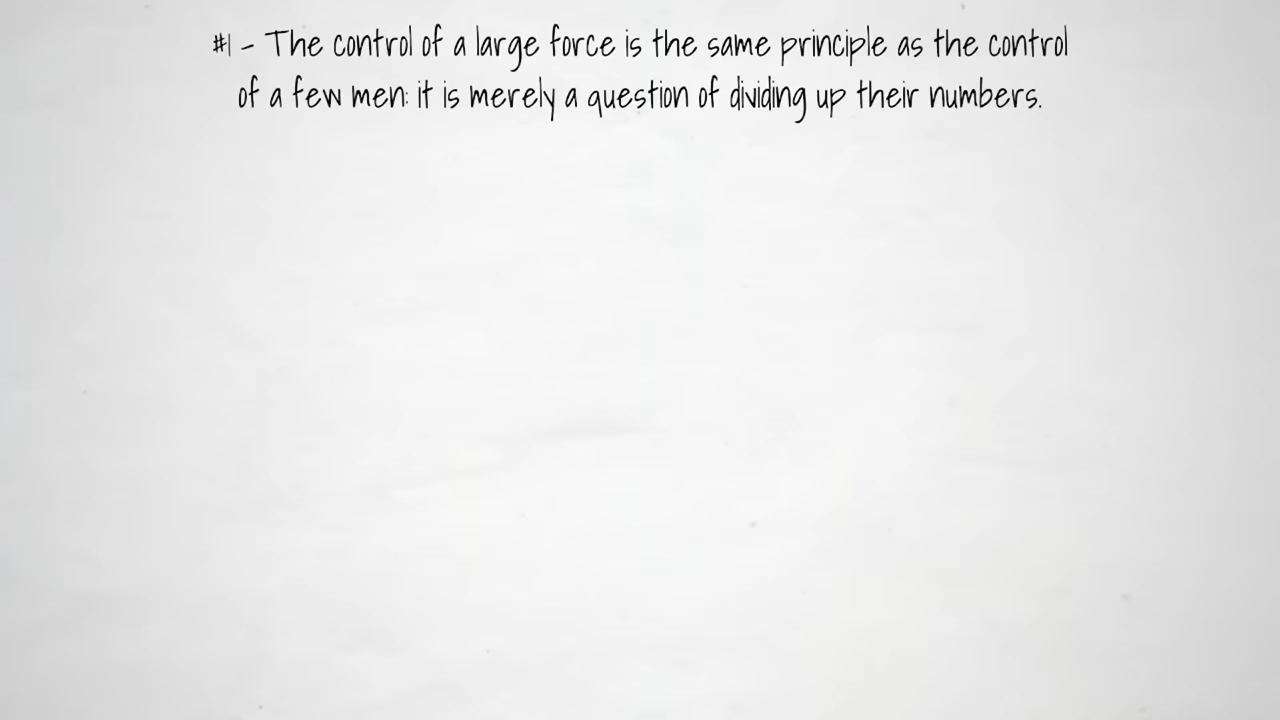 #1 - The control of a large force is the same principle as the control
of a few men: it is merely a question of dividing up their numbers.